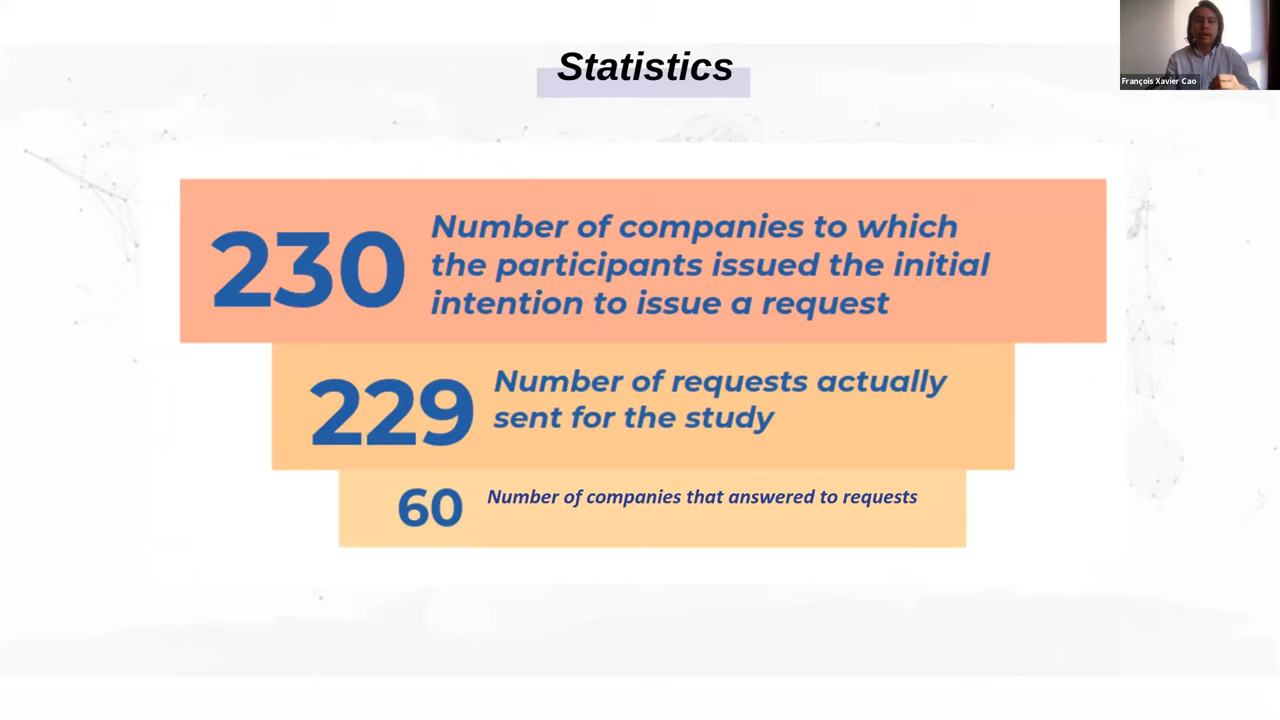 Statistics
François Xavier Cao
230
Number of companies to which
the participants issued the initial
intention to issue a request
229
Number of requests actually
sent for the study
60
Number of companies that answered to requests